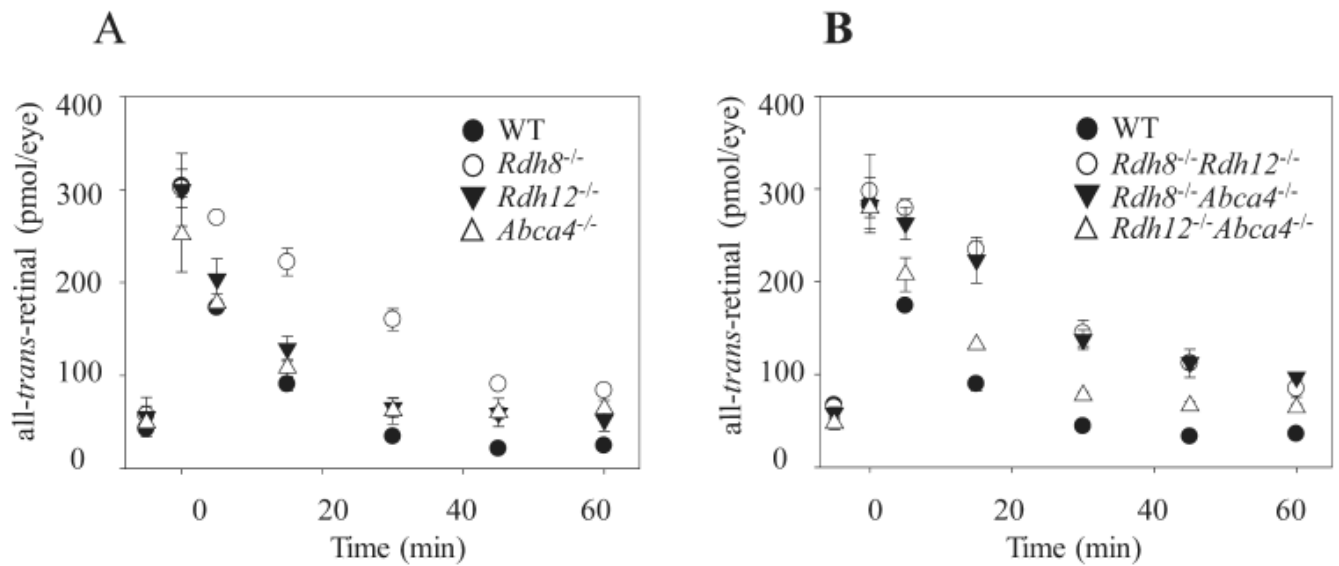 A
all-trans-retinal (pmol/eye)
400
300
200
100
0
WT
Rdh8-/-
Rdh12-/-
Abca4-/-
0 20 40 60
Time (min)
B
all-trans-retinal (pmol/eye)
400
300
200
100
0
WT
Rdh8-/-Rdh12-/-
Rdh8-/-Abca4-/-
Rdh12-/-Abca4-/-
0 20 40 60
Time (min)